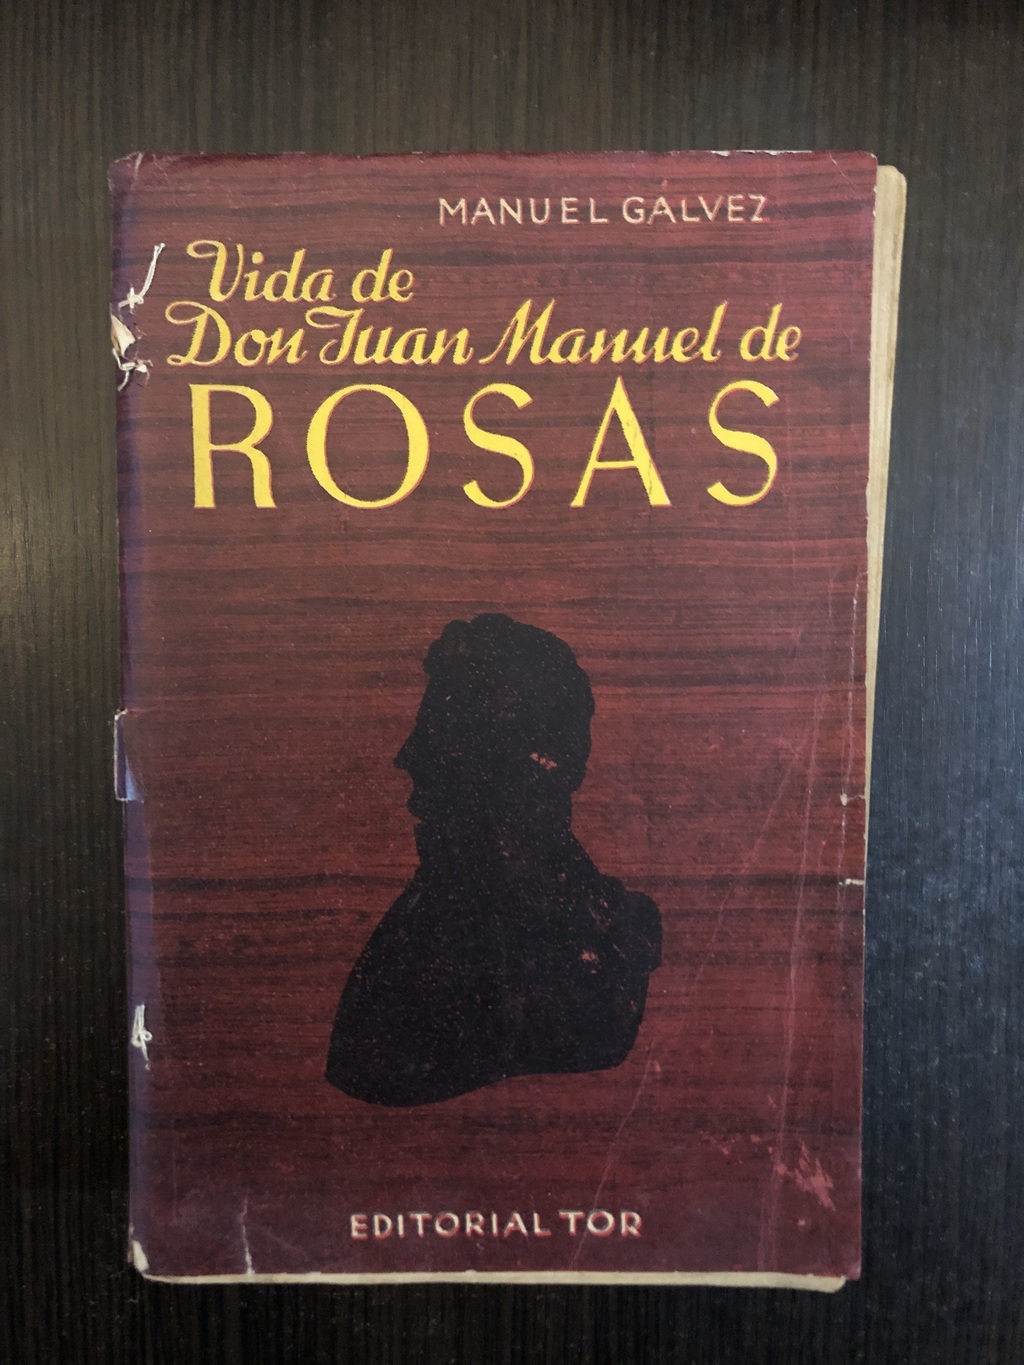 MANUEL GALVEZ
Vida de
Don Juan Manuel de
ROSAS
EDITORIAL TOR